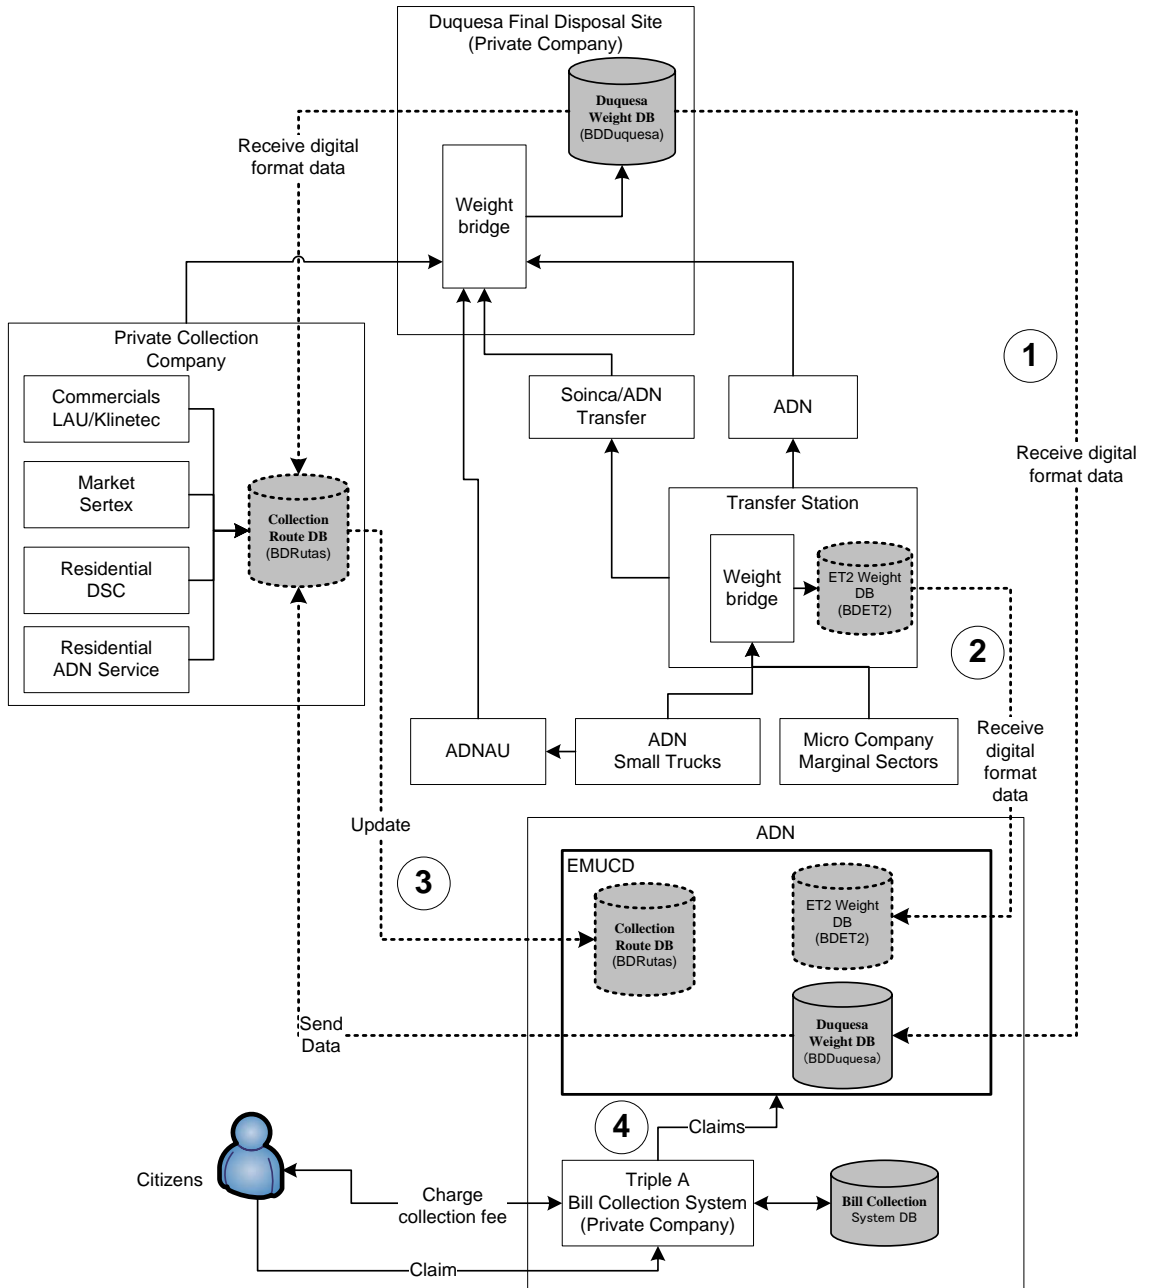 Duquesa Final Disposal Site
(Private Company)
Duquesa
Weight DB
(BDDuquesa)
Receive digital
format data
Weight
bridge
Private Collection
Company
1
Commercials
LAU/Klinetec
Soinca/ADN
Transfer
ADN
Receive digital
format data
Market
Sertex
Transfer Station
Collection
Route DB
(BDRutas)
Residential
DSC
Weight
bridge
ET2 Weight
DB
(BDET2)
Residential
ADN Service
2
ADNAU
ADN
Small Trucks
Micro Company
Marginal Sectors
Receive
digital
format
data
Update
ADN
3
EMUCD
Collection
Route DB
(BDRutas)
ET2 Weight
DB
(BDET2)
Send
Data
Duquesa
Weight DB
(BDDuquesa)
4
Claims
Citizens
Charge
collection fee
Triple A
Bill Collection System
(Private Company)
Bill Collection
System DB
Claim